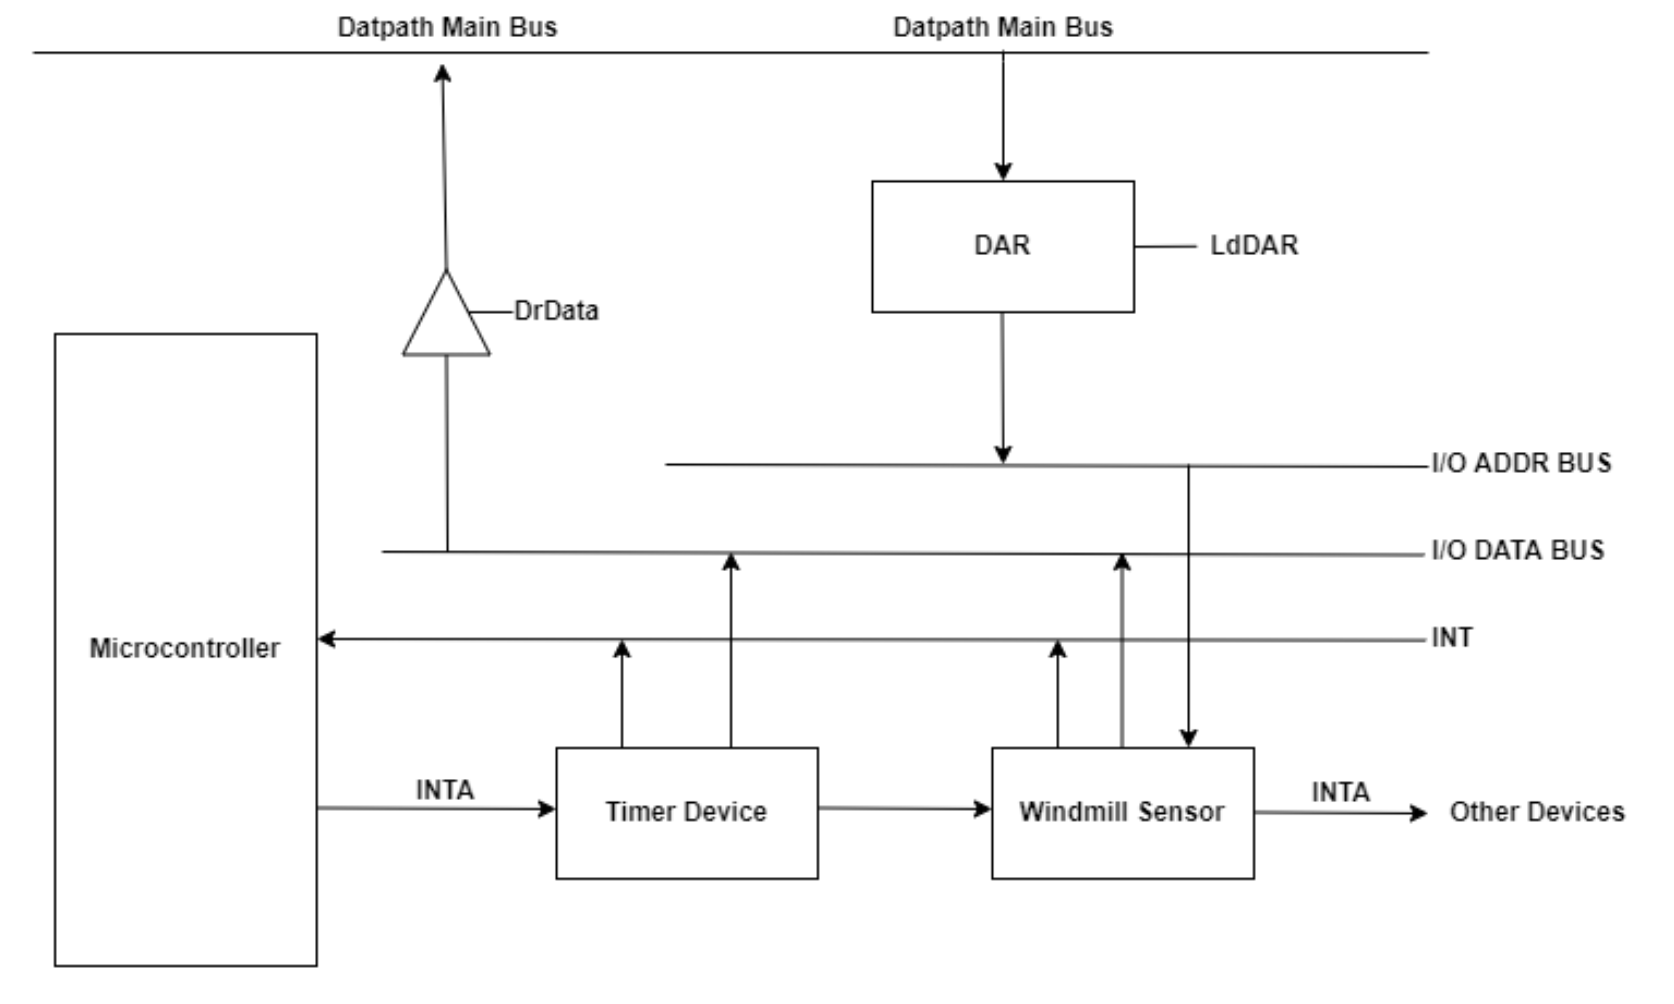 Datpath Main Bus
Datpath Main Bus
DAR
LdDAR
DrData
I/O ADDR BUS
I/O DATA BUS
INT
Microcontroller
INTA
Timer Device
Windmill Sensor
INTA
Other Devices